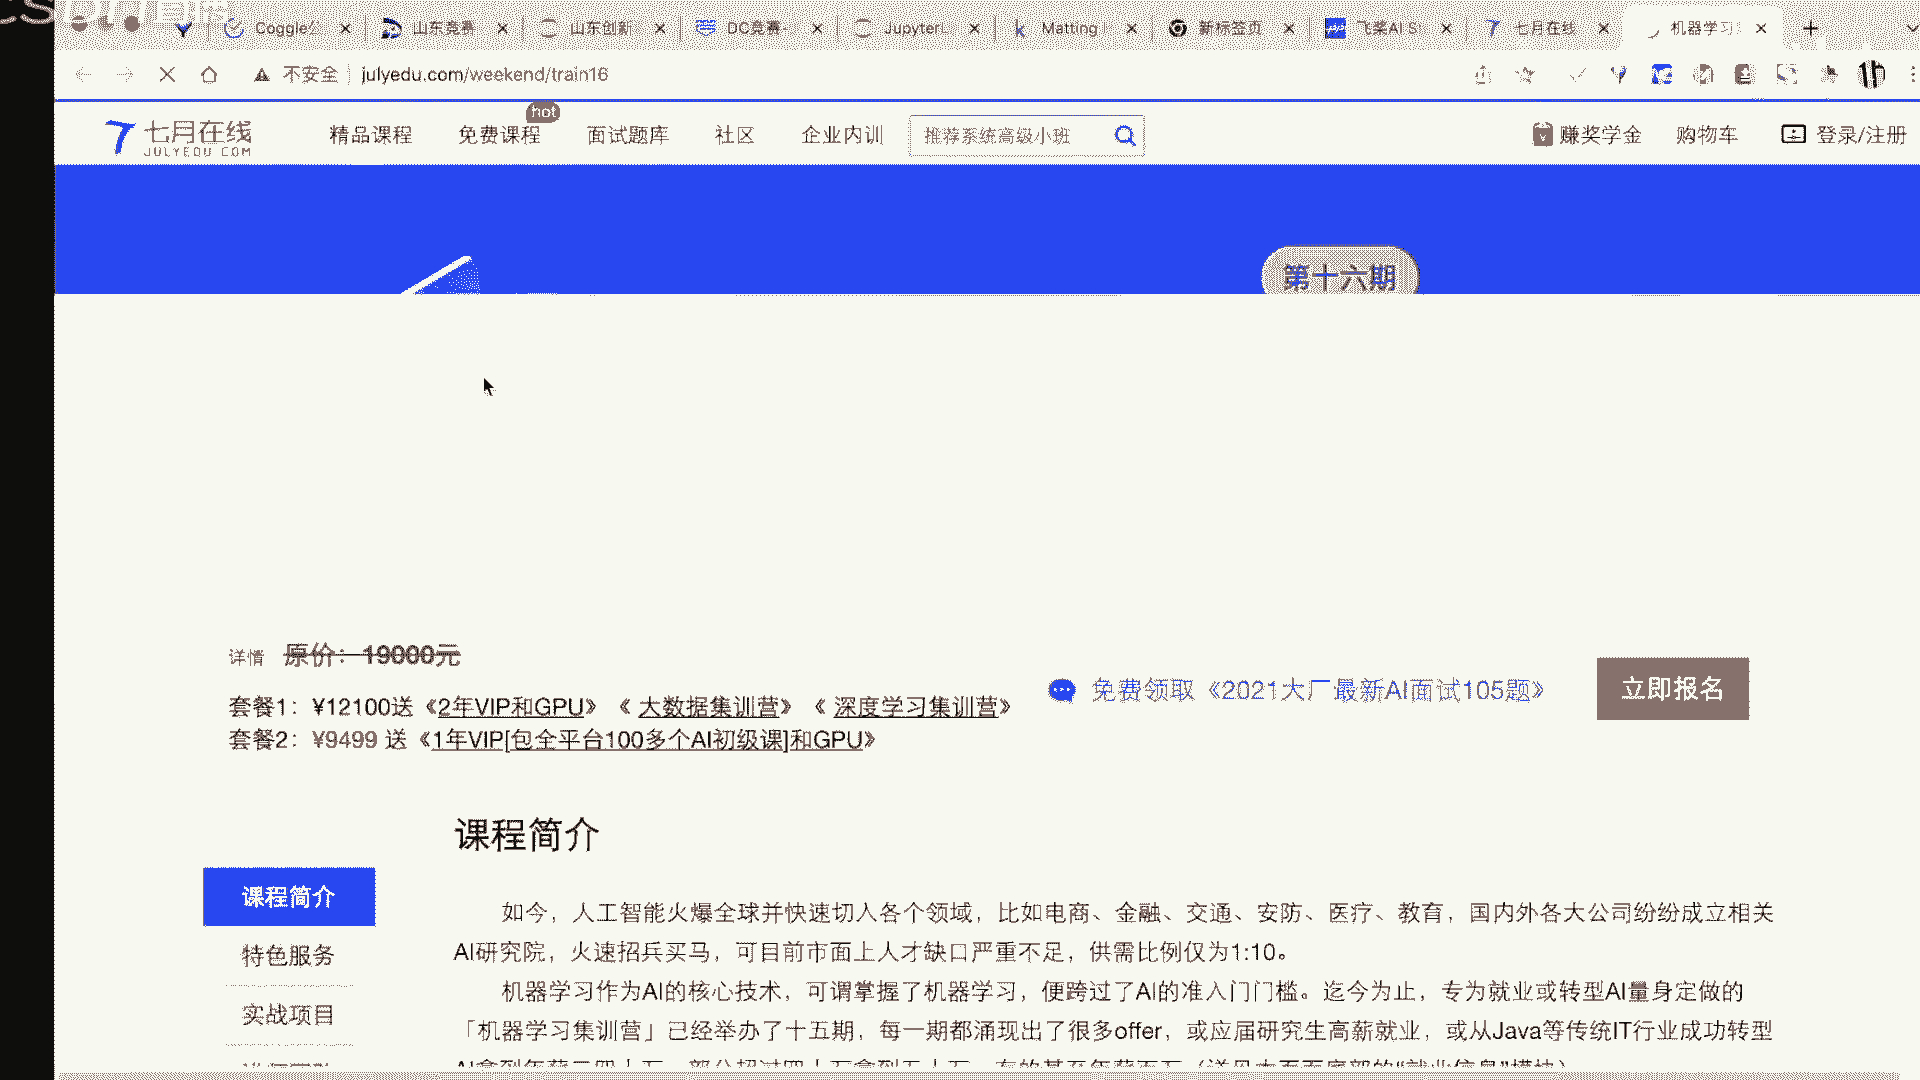 Coggle
山东竞赛
山东创新
DC竞赛-
JupyterL
Matting
新标签页
飞桨AI S
七月在线
机器学习
不安全
julyedu.com/weekend/train16
七月在线
JULYEDU.COM
精品课程
免费课程
hot
面试题库
社区
企业内训
推荐系统高级小班
赚奖学金
购物车
登录/注册
第十六期
详情 原价：19000元
套餐1：¥12100送《2年VIP和GPU》《 大数据集训营》《 深度学习集训营》
套餐2：¥9499 送《1年VIP[包全平台100多个AI初级课]和GPU》
免费领取《2021大厂最新AI面试105题》
立即报名
课程简介
课程简介
特色服务
实战项目
如今，人工智能火爆全球并快速切入各个领域，比如电商、金融、交通、安防、医疗、教育，国内外各大公司纷纷成立相关
AI研究院，火速招兵买马，可目前市面上人才缺口严重不足，供需比例仅为1:10。
机器学习作为AI的核心技术，可谓掌握了机器学习，便跨过了AI的准入门门槛。迄今为止，专为就业或转型AI量身定做的
「机器学习集训营」已经举办了十五期，每一期都涌现出了很多offer，或应届研究生高薪就业，或从Java等传统IT行业成功转型